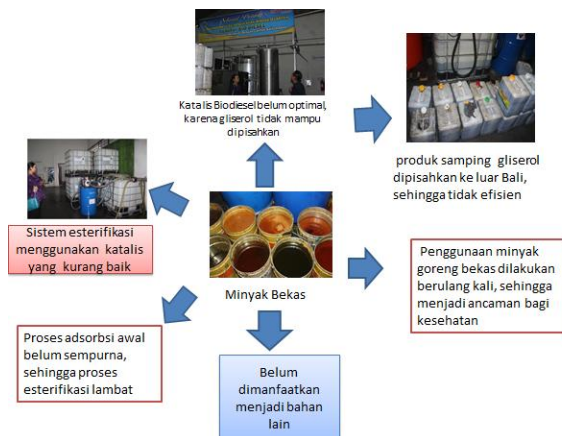 Katalis Biodiesel belum optimal,
karena gliserol tidak mampu
dipisahkan
produk samping gliserol
dipisahkan ke luar Bali,
sehingga tidak efisien
Sistem esterifikasi
menggunakan katalis
yang kurang baik
Minyak Bekas
Penggunaan minyak
goreng bekas dilakukan
berulang kali, sehingga
menjadi ancaman bagi
kesehatan
Proses adsorbsi awal
belum sempurna,
sehingga proses
esterifikasi lambat
Belum
dimanfaatkan
menjadi bahan
lain